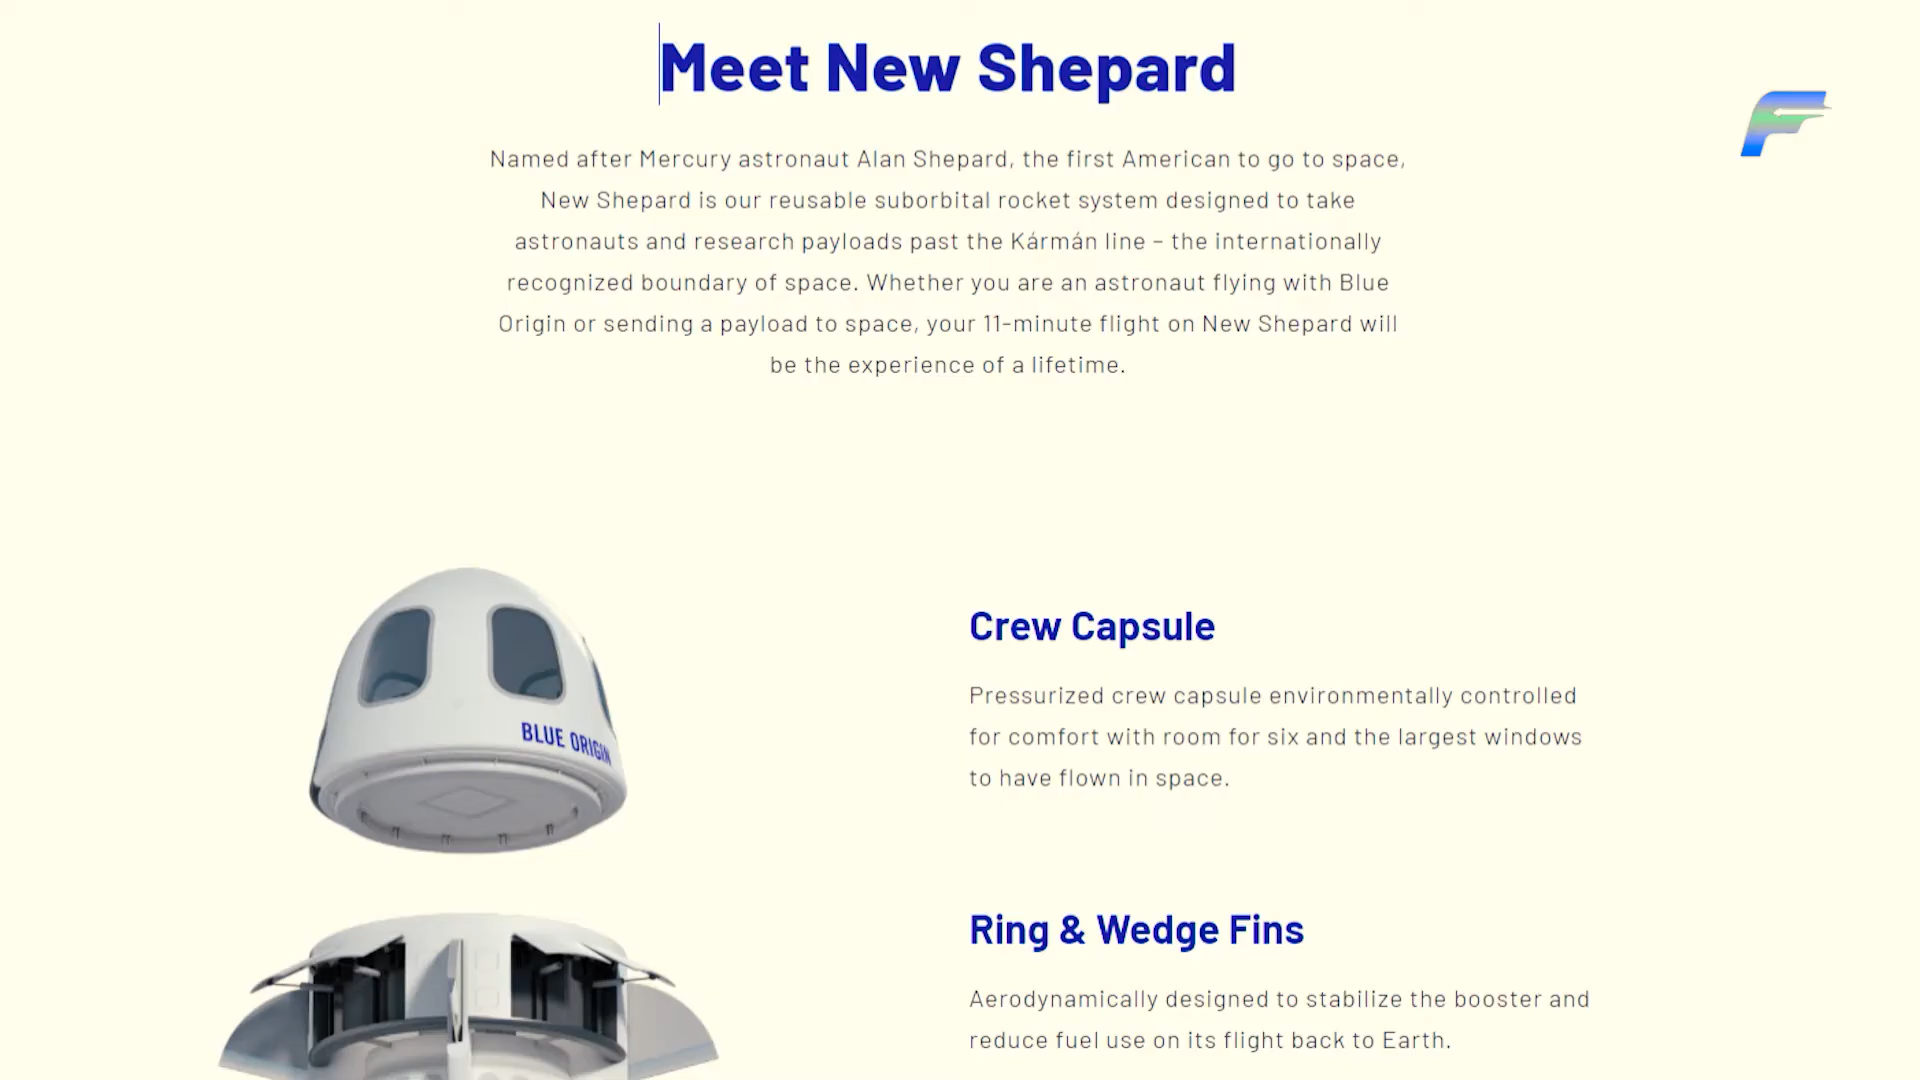 Meet New Shepard
Named after Mercury astronaut Alan Shepard, the first American to go to space,
New Shepard is our reusable suborbital rocket system designed to take
astronauts and research payloads past the Kármán line – the internationally
recognized boundary of space. Whether you are an astronaut flying with Blue
Origin or sending a payload to space, your 11-minute flight on New Shepard will
be the experience of a lifetime.
BLUE ORIGIN
Crew Capsule
Pressurized crew capsule environmentally controlled
for comfort with room for six and the largest windows
to have flown in space.
Ring & Wedge Fins
Aerodynamically designed to stabilize the booster and
reduce fuel use on its flight back to Earth.